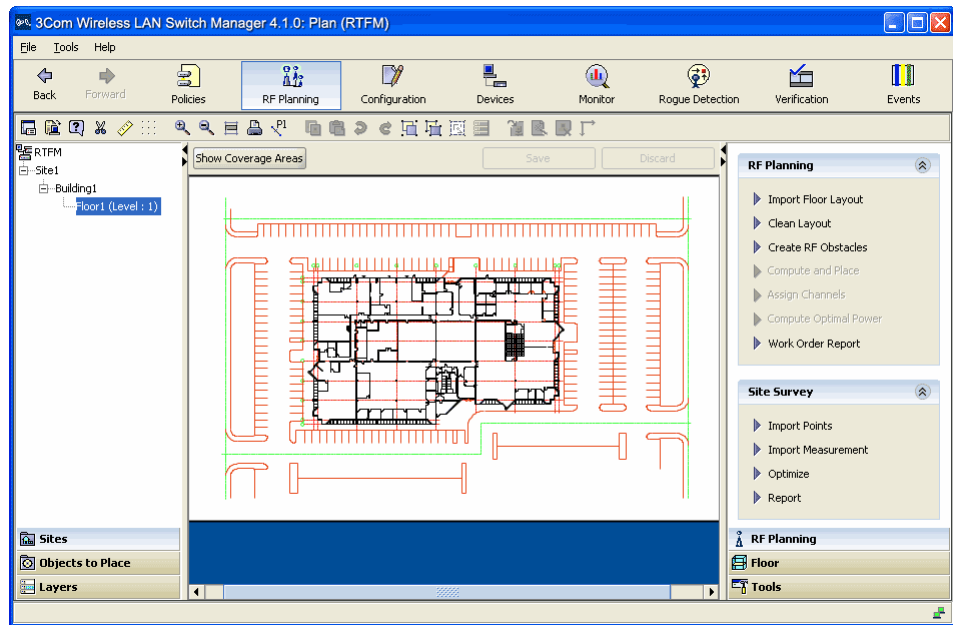 3Com Wireless LAN Switch Manager 4.1.0: Plan (RTFM)
File Tools Help
Back Forward Policies RF Planning Configuration Devices Monitor Rogue Detection Verification Events
P1
RTFM
Site1
Building1
Floor1 (Level : 1)
Sites
Objects to Place
Layers
Show Coverage Areas Save Discard
RF Planning
Import Floor Layout
Clean Layout
Create RF Obstacles
Compute and Place
Assign Channels
Compute Optimal Power
Work Order Report
Site Survey
Import Points
Import Measurement
Optimize
Report
RF Planning
Floor
Tools